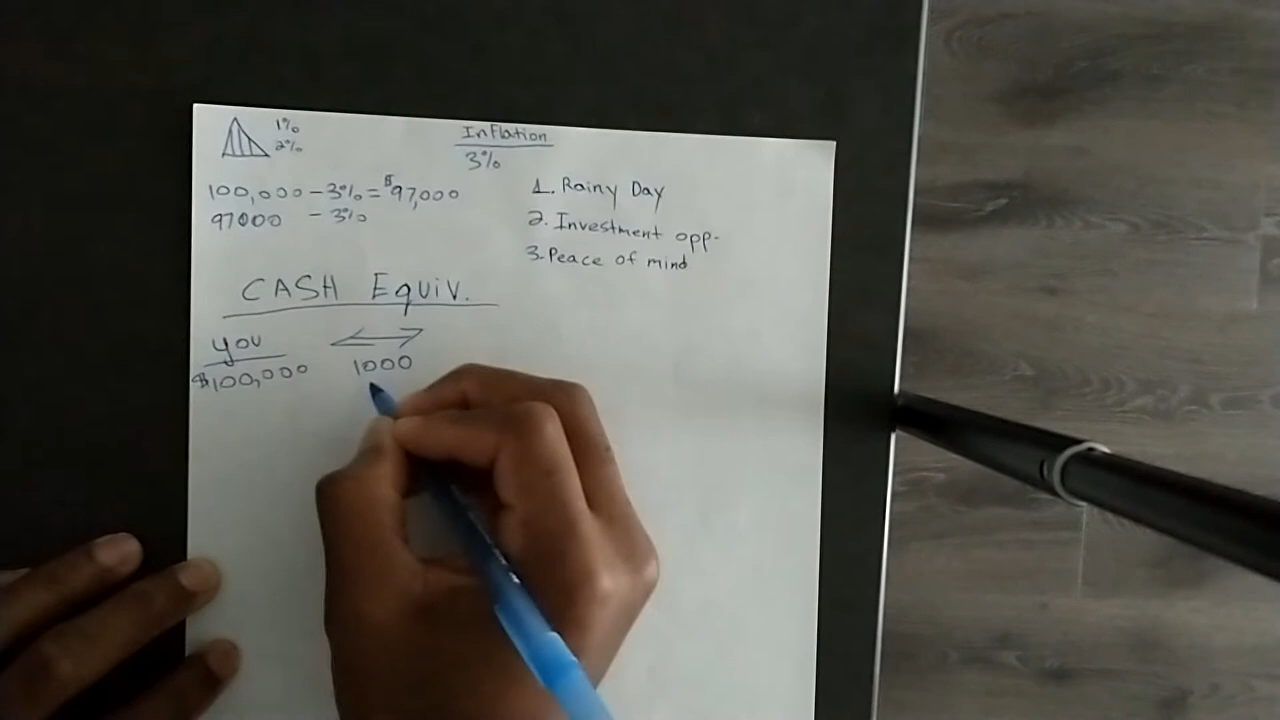 1%
2%
Inflation
3%
100,000 - 3% = $97,000
97000 - 3%
1. Rainy Day
2. Investment opp.
3. Peace of mind
CASH Equiv.
you
$100,000
1000